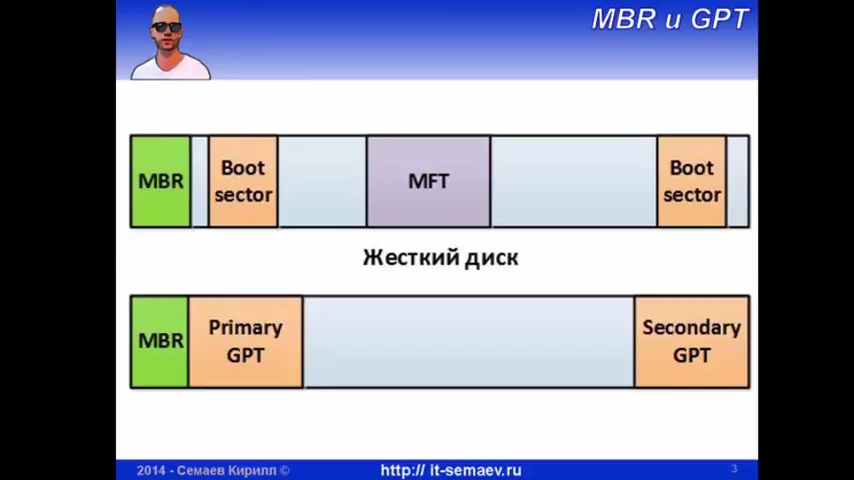 MBR и GPT
MBR
Boot
sector
MFT
Boot
sector
Жесткий диск
MBR
Primary
GPT
Secondary
GPT
2014 - Семаев Кирилл ©
http:// it-semaev.ru
3